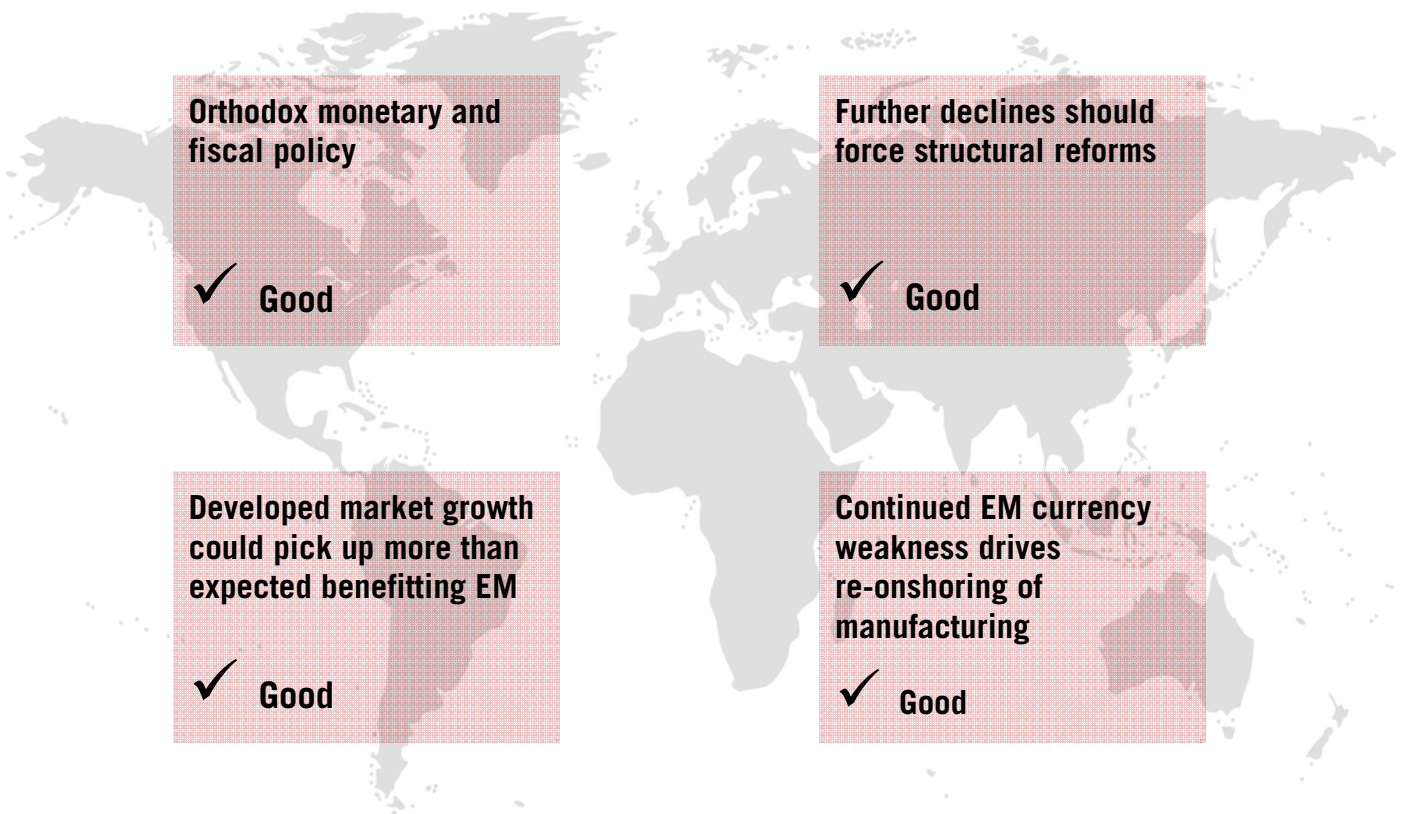 Orthodox monetary and
fiscal policy
✓ Good
Further declines should
force structural reforms
✓ Good
Developed market growth
could pick up more than
expected benefitting EM
✓ Good
Continued EM currency
weakness drives
re-onshoring of
manufacturing
✓ Good